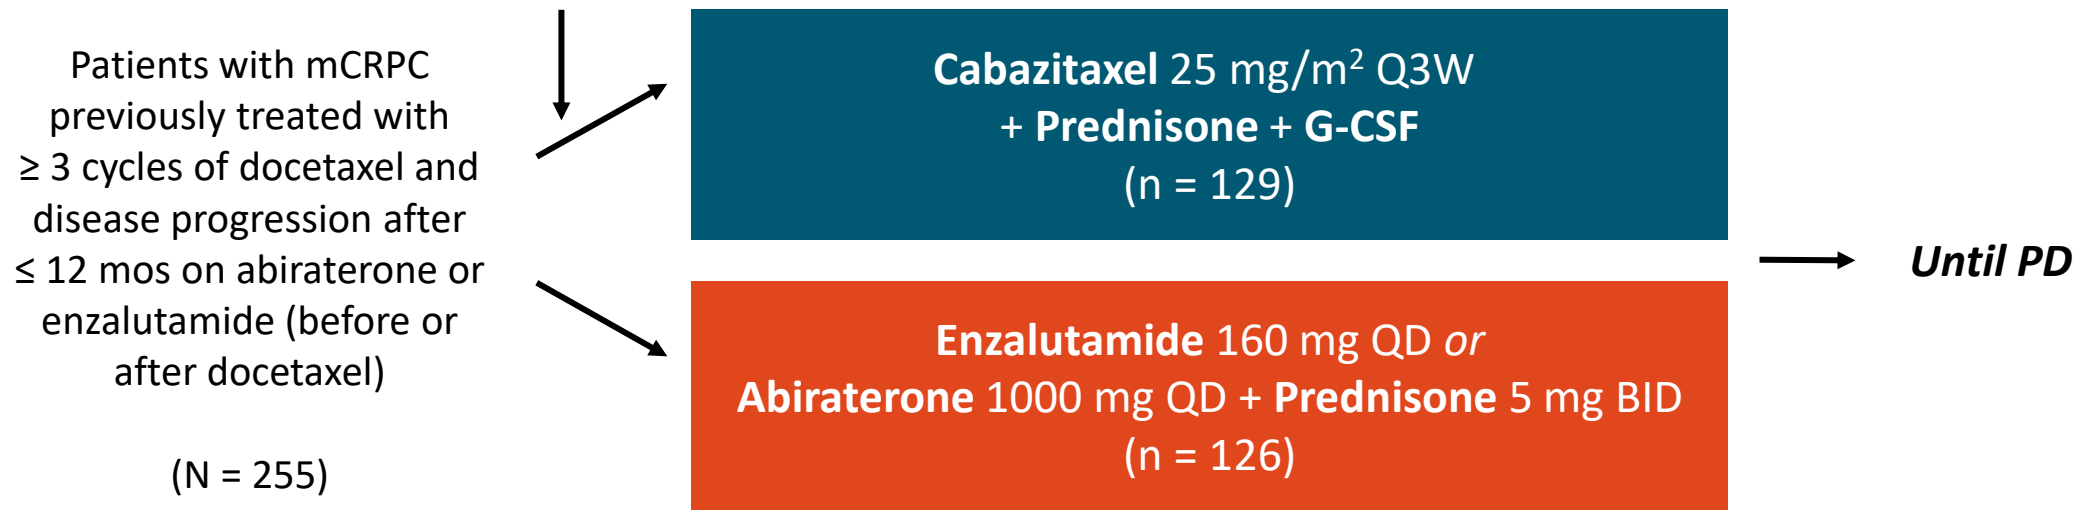 Patients with mCRPC
previously treated with
≥ 3 cycles of docetaxel and
disease progression after
≤ 12 mos on abiraterone or
enzalutamide (before or
after docetaxel)
(N = 255)
Cabazitaxel 25 mg/m² Q3W
+ Prednisone + G-CSF
(n = 129)
Enzalutamide 160 mg QD or
Abiraterone 1000 mg QD + Prednisone 5 mg BID
(n = 126)
Until PD